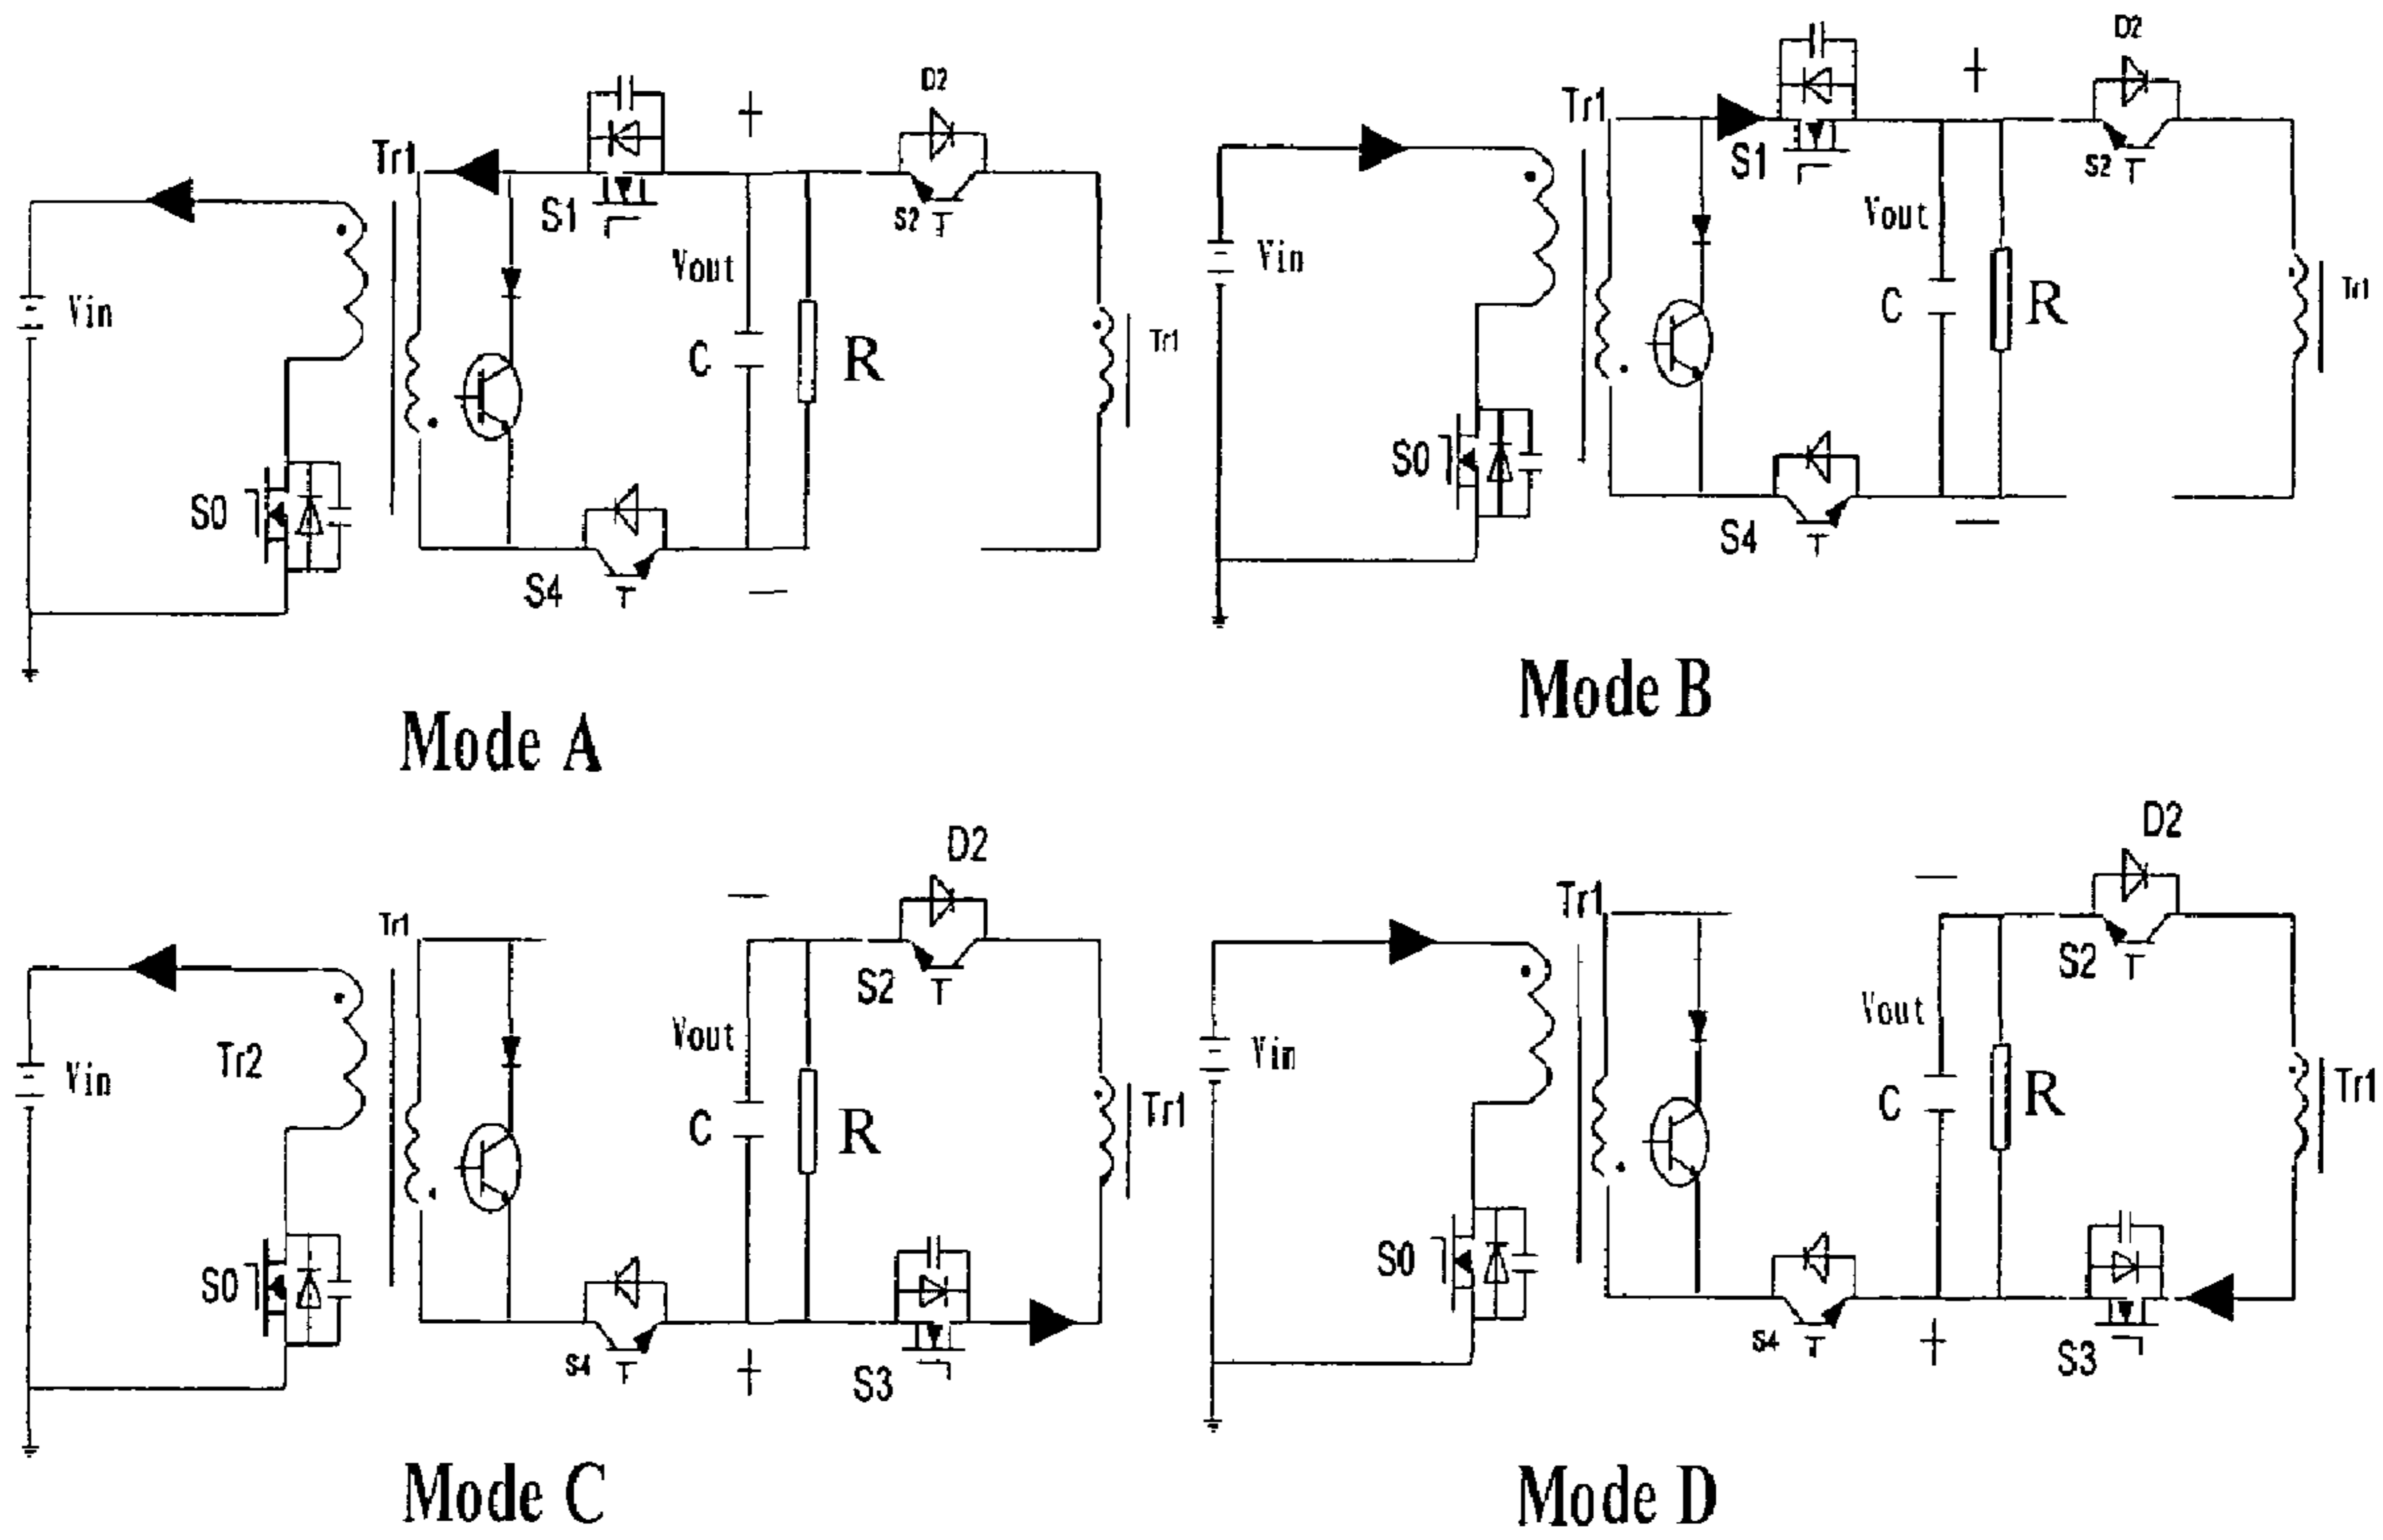 D2
Tr1
S1
S2
Vin
Vout
C
R
Tr1
S0
S4
+
—
Mode A
D2
Tr1
S1
S2
Vin
Vout
C
R
Tr1
S0
S4
+
—
Mode B
D2
Tr1
S2
Tr2
Vin
Vout
C
R
Tr1
S0
S4
S3
—
+
Mode C
D2
Tr1
S2
Vin
Vout
C
R
Tr1
S0
S4
S3
—
+
Mode D